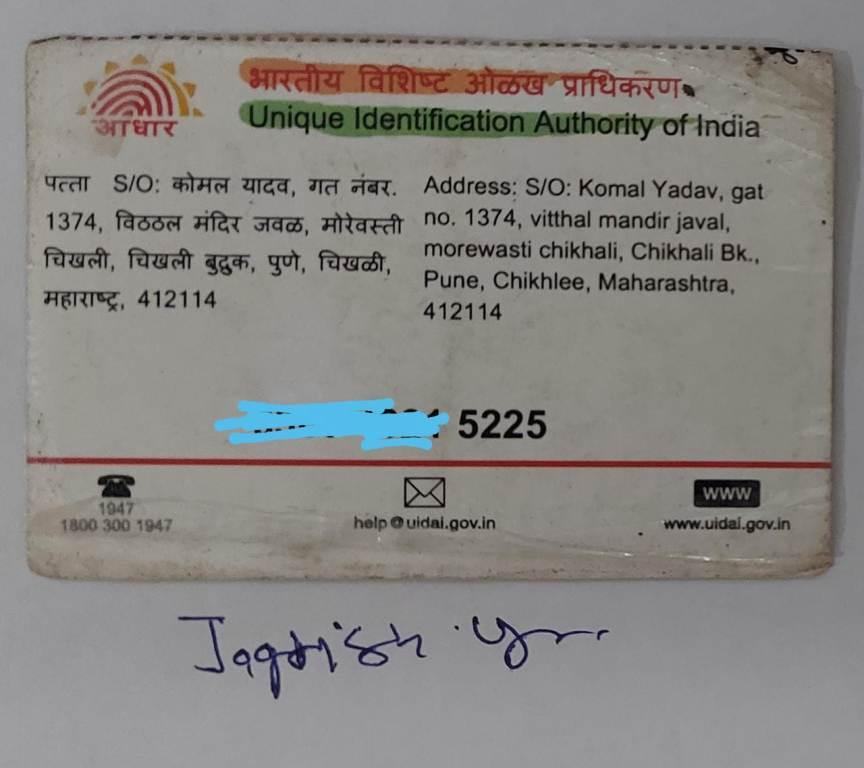 आधार
भारतीय विशिष्ट ओळख प्राधिकरण
Unique Identification Authority of India
पत्ता S/O: कोमल यादव, गत नंबर.
1374, विठ्ठल मंदिर जवळ, मोरेवस्ती
चिखली, चिखली बुद्रुक, पुणे, चिखळी,
महाराष्ट्र, 412114
Address: S/O: Komal Yadav, gat
no. 1374, vitthal mandir javal,
morewasti chikhali, Chikhali Bk.,
Pune, Chikhlee, Maharashtra,
412114
5225
1947
1800 300 1947
help@uidai.gov.in
www
www.uidai.gov.in
Jagdish